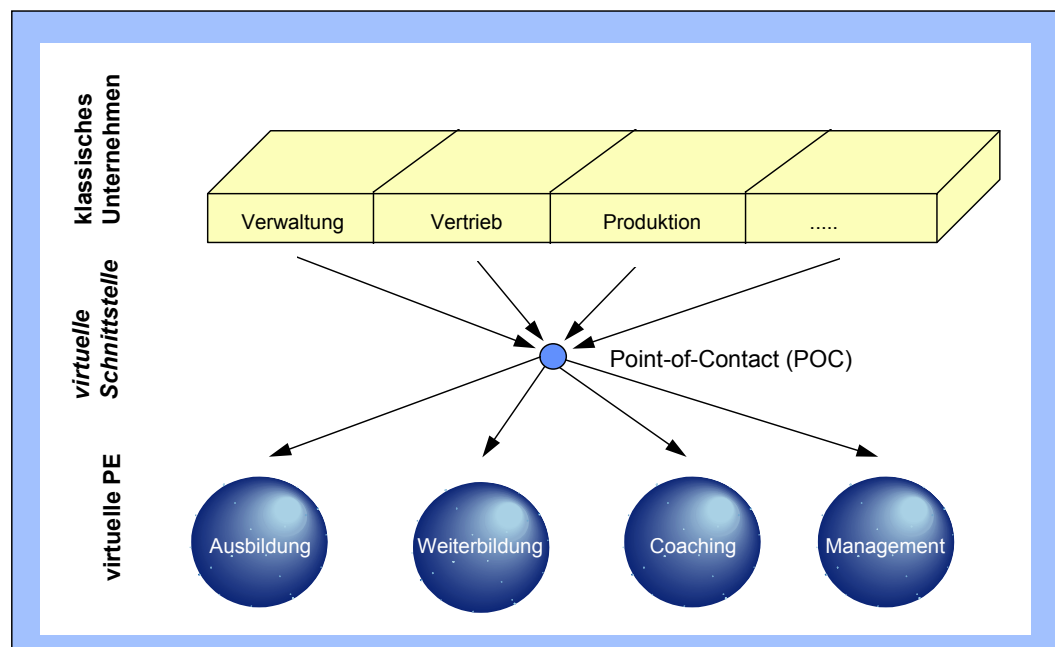 klassisches
Unternehmen
Verwaltung
Vertrieb
Produktion
.....
virtuelle
Schnittstelle
Point-of-Contact (POC)
virtuelle PE
Ausbildung
Weiterbildung
Coaching
Management